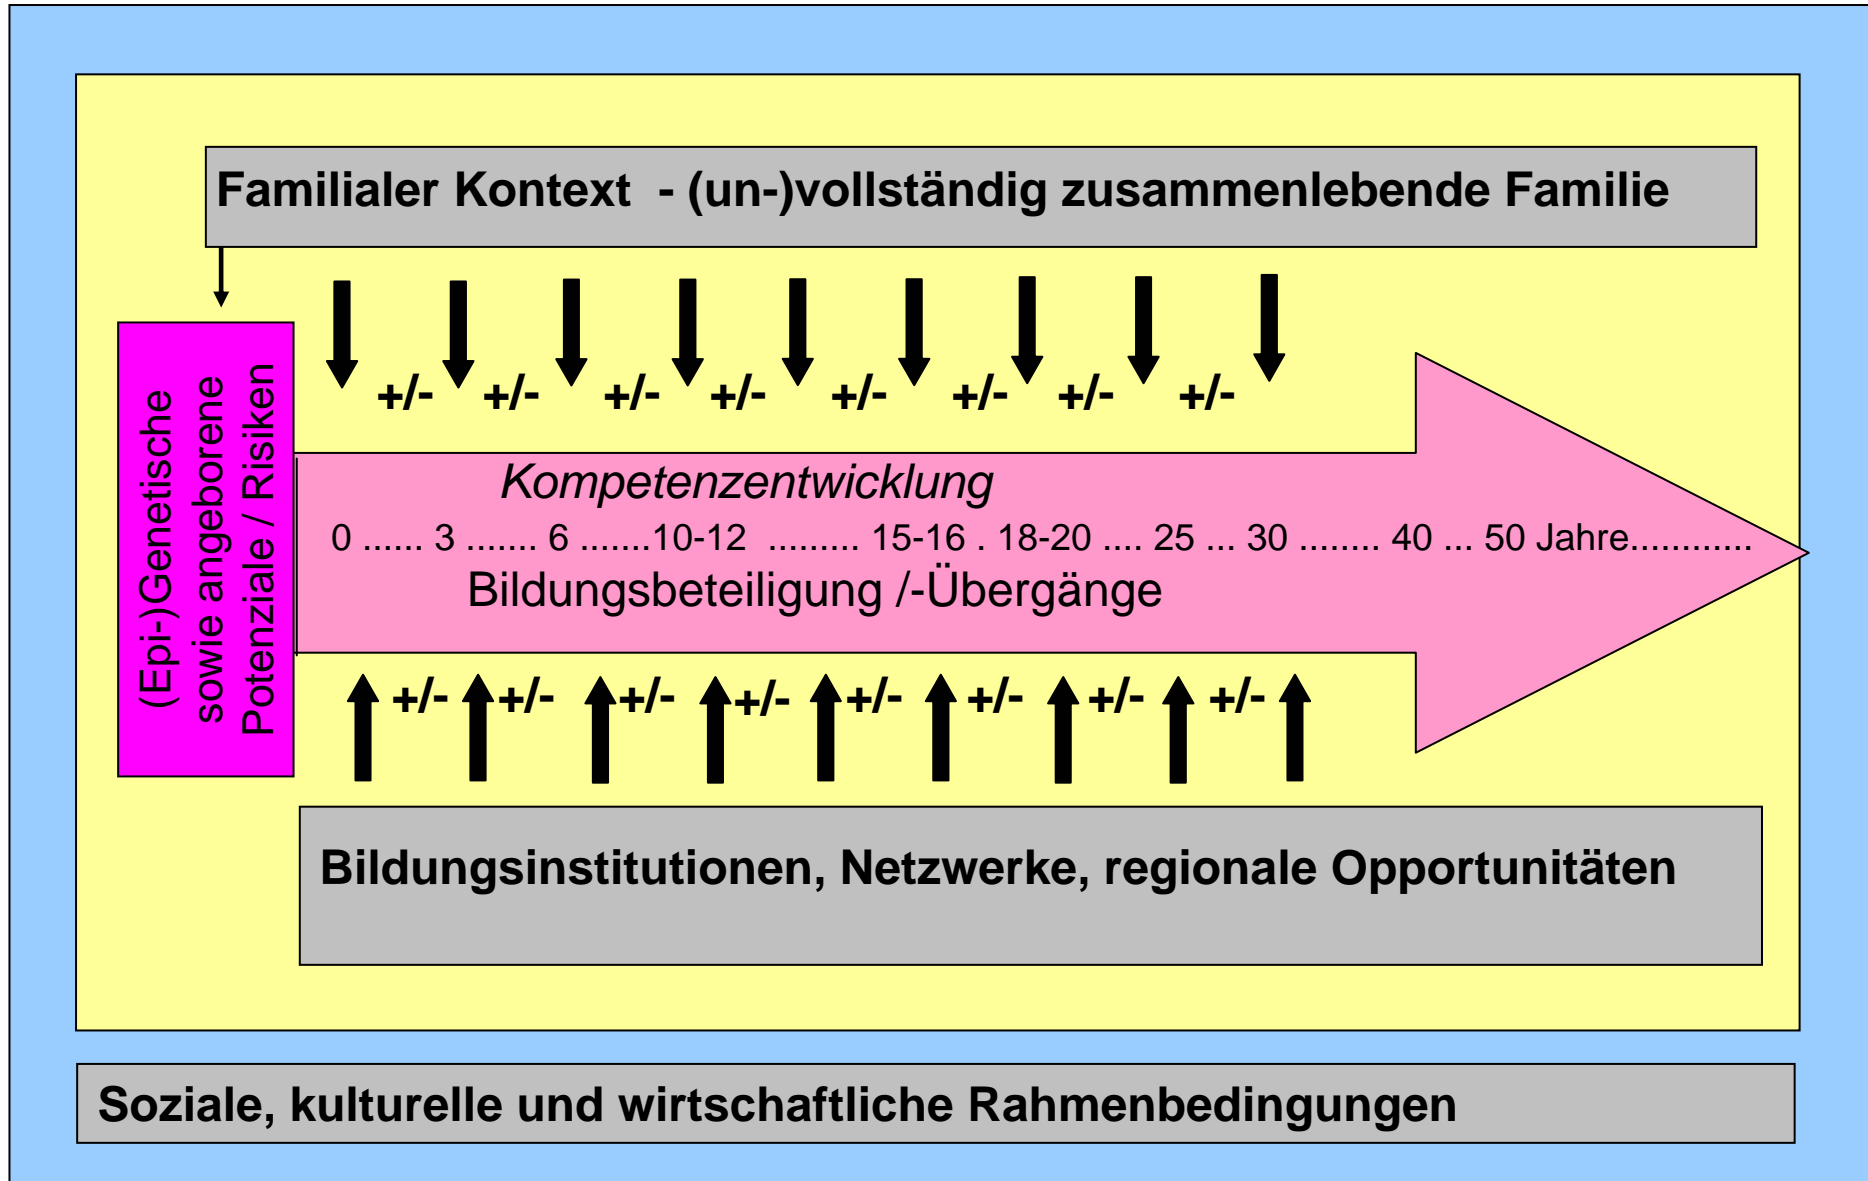 Familialer Kontext - (un-)vollständig zusammenlebende Familie
+/- +/- +/- +/- +/- +/- +/- +/-
(Epi-)Genetische
sowie angeborene
Potenziale / Risiken
Kompetenzentwicklung
0 ...... 3 ....... 6 .......10-12 ......... 15-16 . 18-20 .... 25 ... 30 ........ 40 ... 50 Jahre............
Bildungsbeteiligung /-Übergänge
+/- +/- +/- +/- +/- +/- +/- +/-
Bildungsinstitutionen, Netzwerke, regionale Opportunitäten
Soziale, kulturelle und wirtschaftliche Rahmenbedingungen